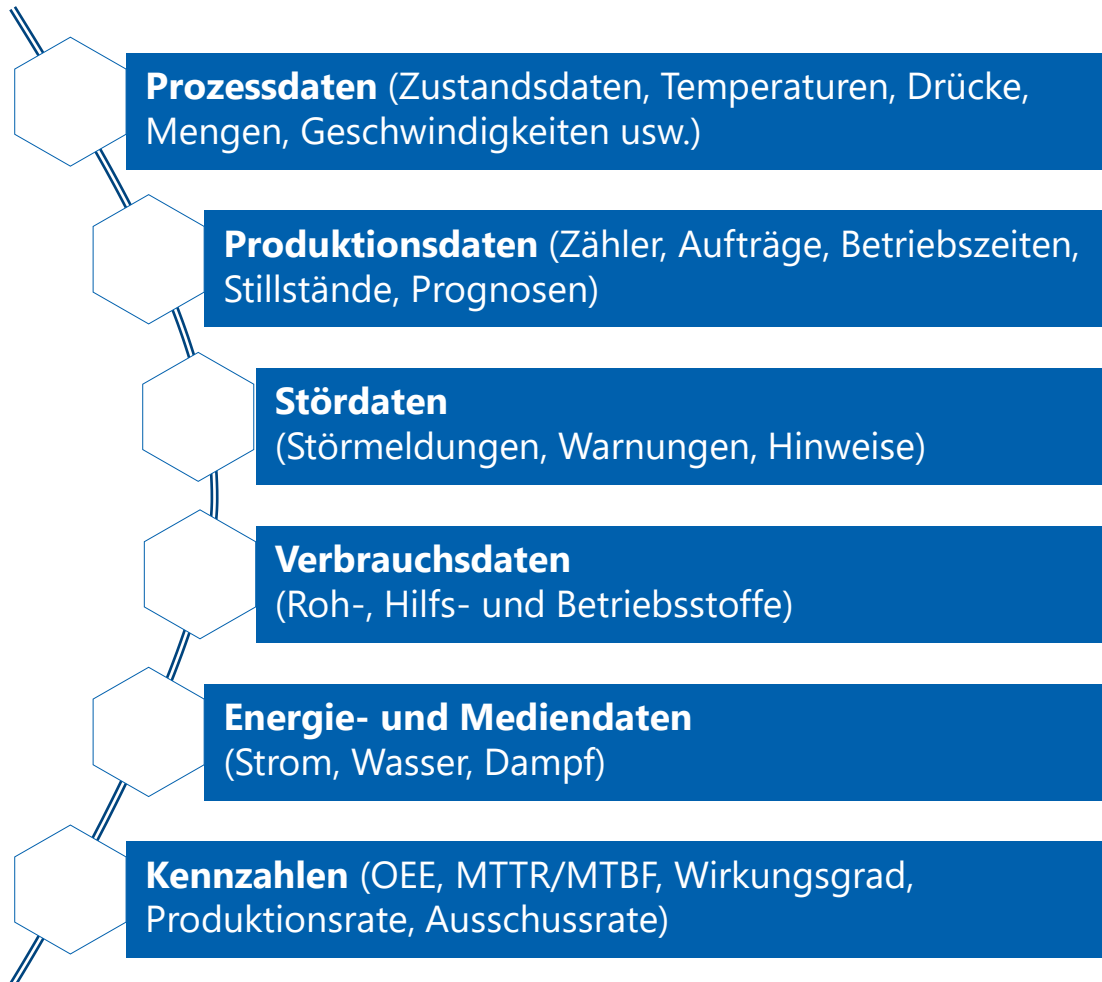 Prozessdaten (Zustandsdaten, Temperaturen, Drücke,
Mengen, Geschwindigkeiten usw.)
Produktionsdaten (Zähler, Aufträge, Betriebszeiten,
Stillstände, Prognosen)
Stördaten
(Störmeldungen, Warnungen, Hinweise)
Verbrauchsdaten
(Roh-, Hilfs- und Betriebsstoffe)
Energie- und Mediendaten
(Strom, Wasser, Dampf)
Kennzahlen (OEE, MTTR/MTBF, Wirkungsgrad,
Produktionsrate, Ausschussrate)